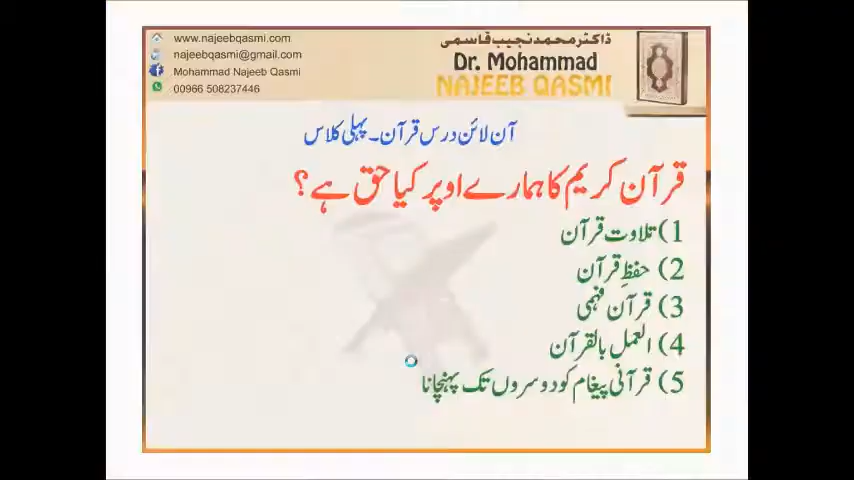 www.najeebqasmi.com
najeebqasmi@gmail.com
Mohammad Najeeb Qasmi
00966 508237446
ڈاکٹر محمد نجیب قاسمی
Dr. Mohammad
NAJEEB QASMI
آن لائن درس قرآن۔ پہلی کلاس
قرآن کریم کا ہمارے اوپر کیا حق ہے؟
1) تلاوت قرآن
2) حفظِ قرآن
3) قرآن فہمی
4) العمل بالقرآن
5) قرآنی پیغام کو دوسروں تک پہنچانا